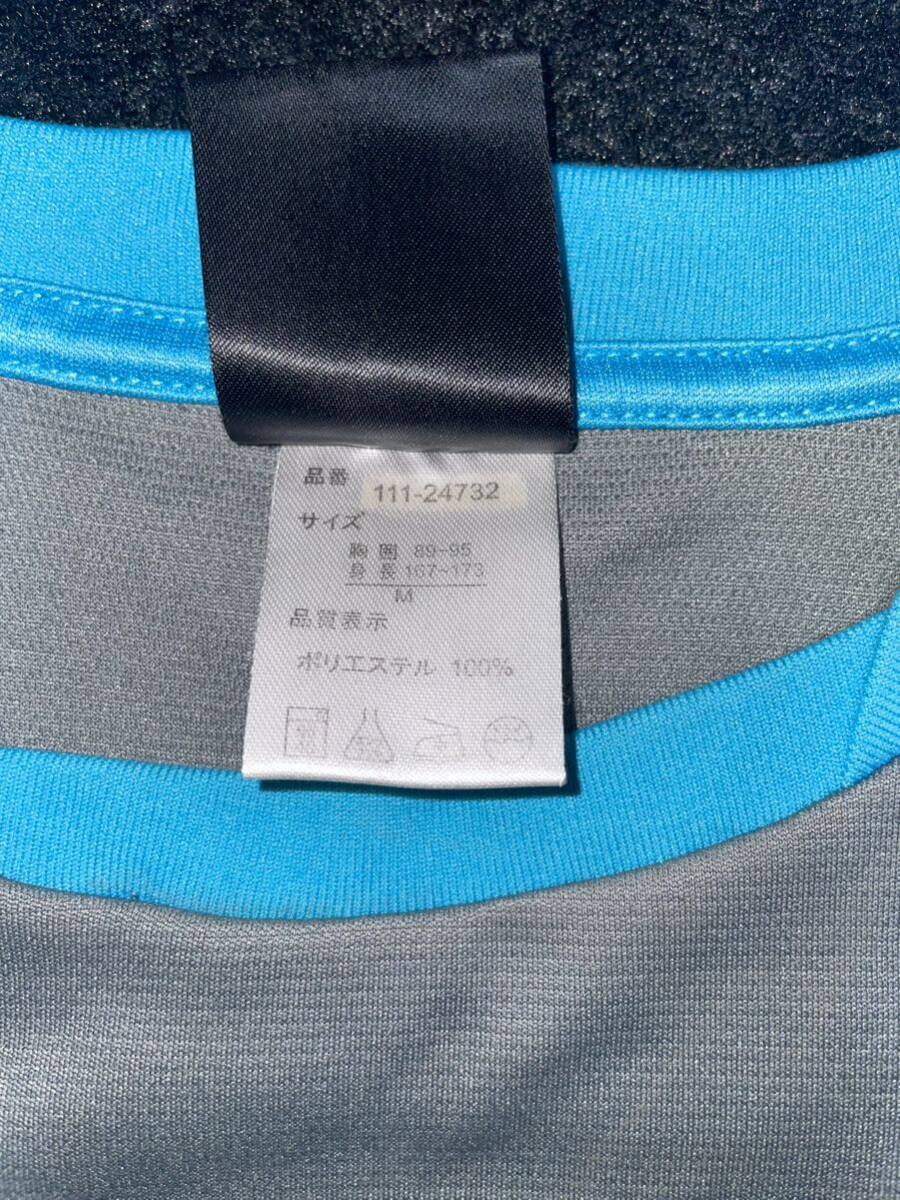 品番 111-24732
サイズ
胸囲 89-95
身長 167-173
M
品質表示
ポリエステル 100%